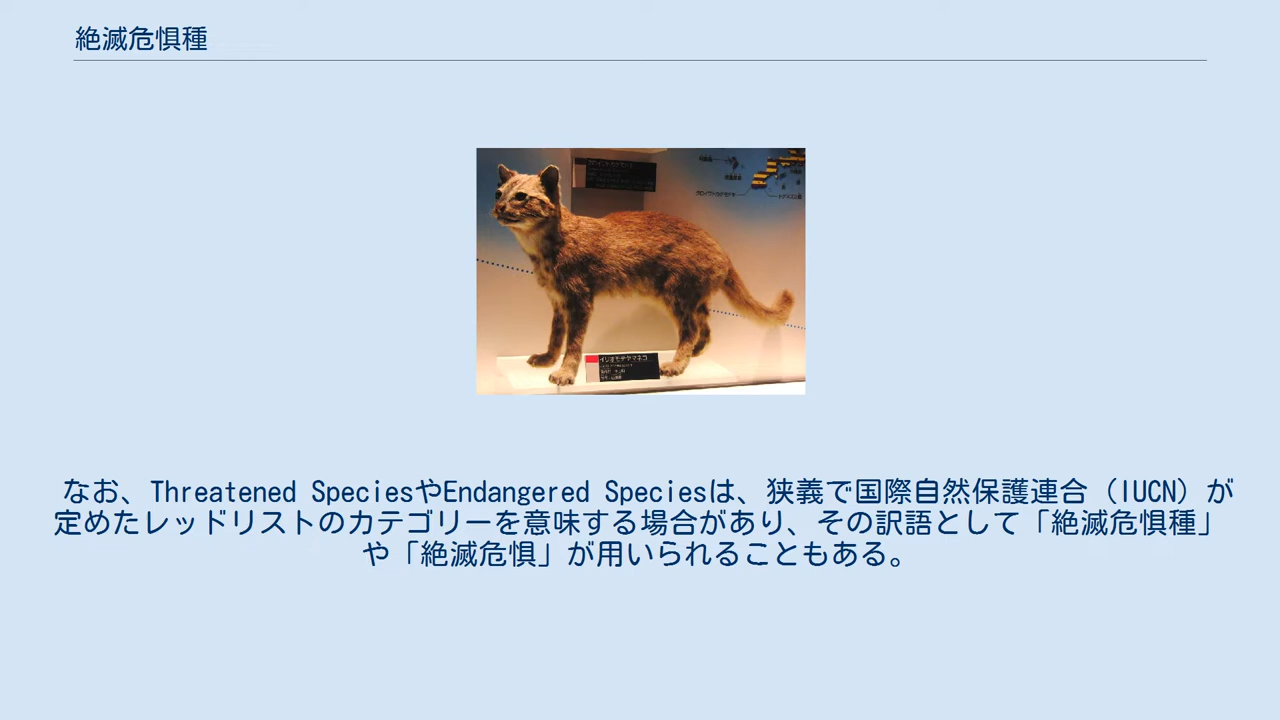 絶滅危惧種
イリオモテヤマネコ
なお、Threatened SpeciesやEndangered Speciesは、狭義で国際自然保護連合（IUCN）が
定めたレッドリストのカテゴリーを意味する場合があり、その訳語として「絶滅危惧種」
や「絶滅危惧」が用いられることもある。